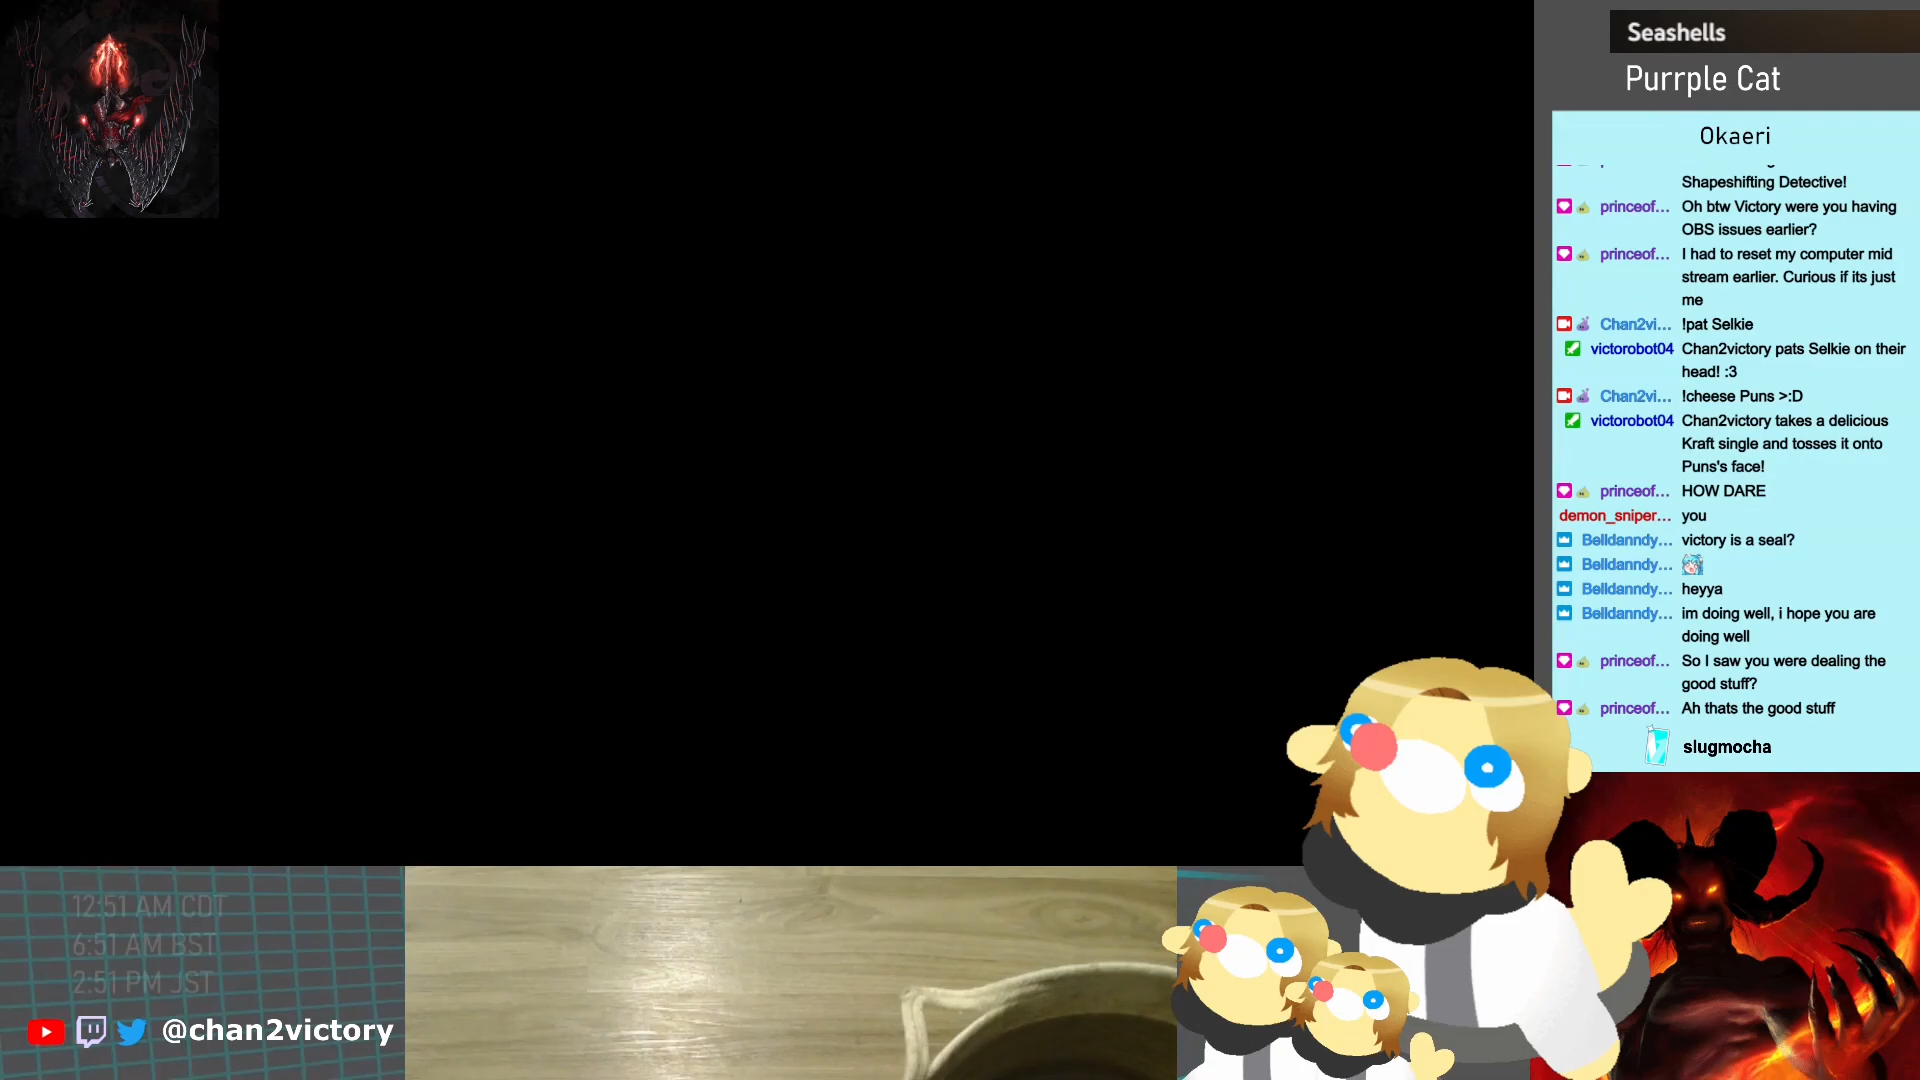 Seashells
Purrple Cat
Okaeri
Shapeshifting Detective!
princeof... Oh btw Victory were you having
OBS issues earlier?
princeof... I had to reset my computer mid
stream earlier. Curious if its just
me
Chan2vi... !pat Selkie
victorobot04 Chan2victory pats Selkie on their
head! :3
Chan2vi... !cheese Puns >:D
victorobot04 Chan2victory takes a delicious
Kraft single and tosses it onto
Puns's face!
princeof... HOW DARE
demon_sniper... you
Belldanndy... victory is a seal?
Belldanndy...
Belldanndy... heyya
Belldanndy... im doing well, i hope you are
doing well
princeof... So I saw you were dealing the
good stuff?
princeof... Ah thats the good stuff
slugmocha
12:51 AM CDT
6:51 AM BST
2:51 PM JST
@chan2victory